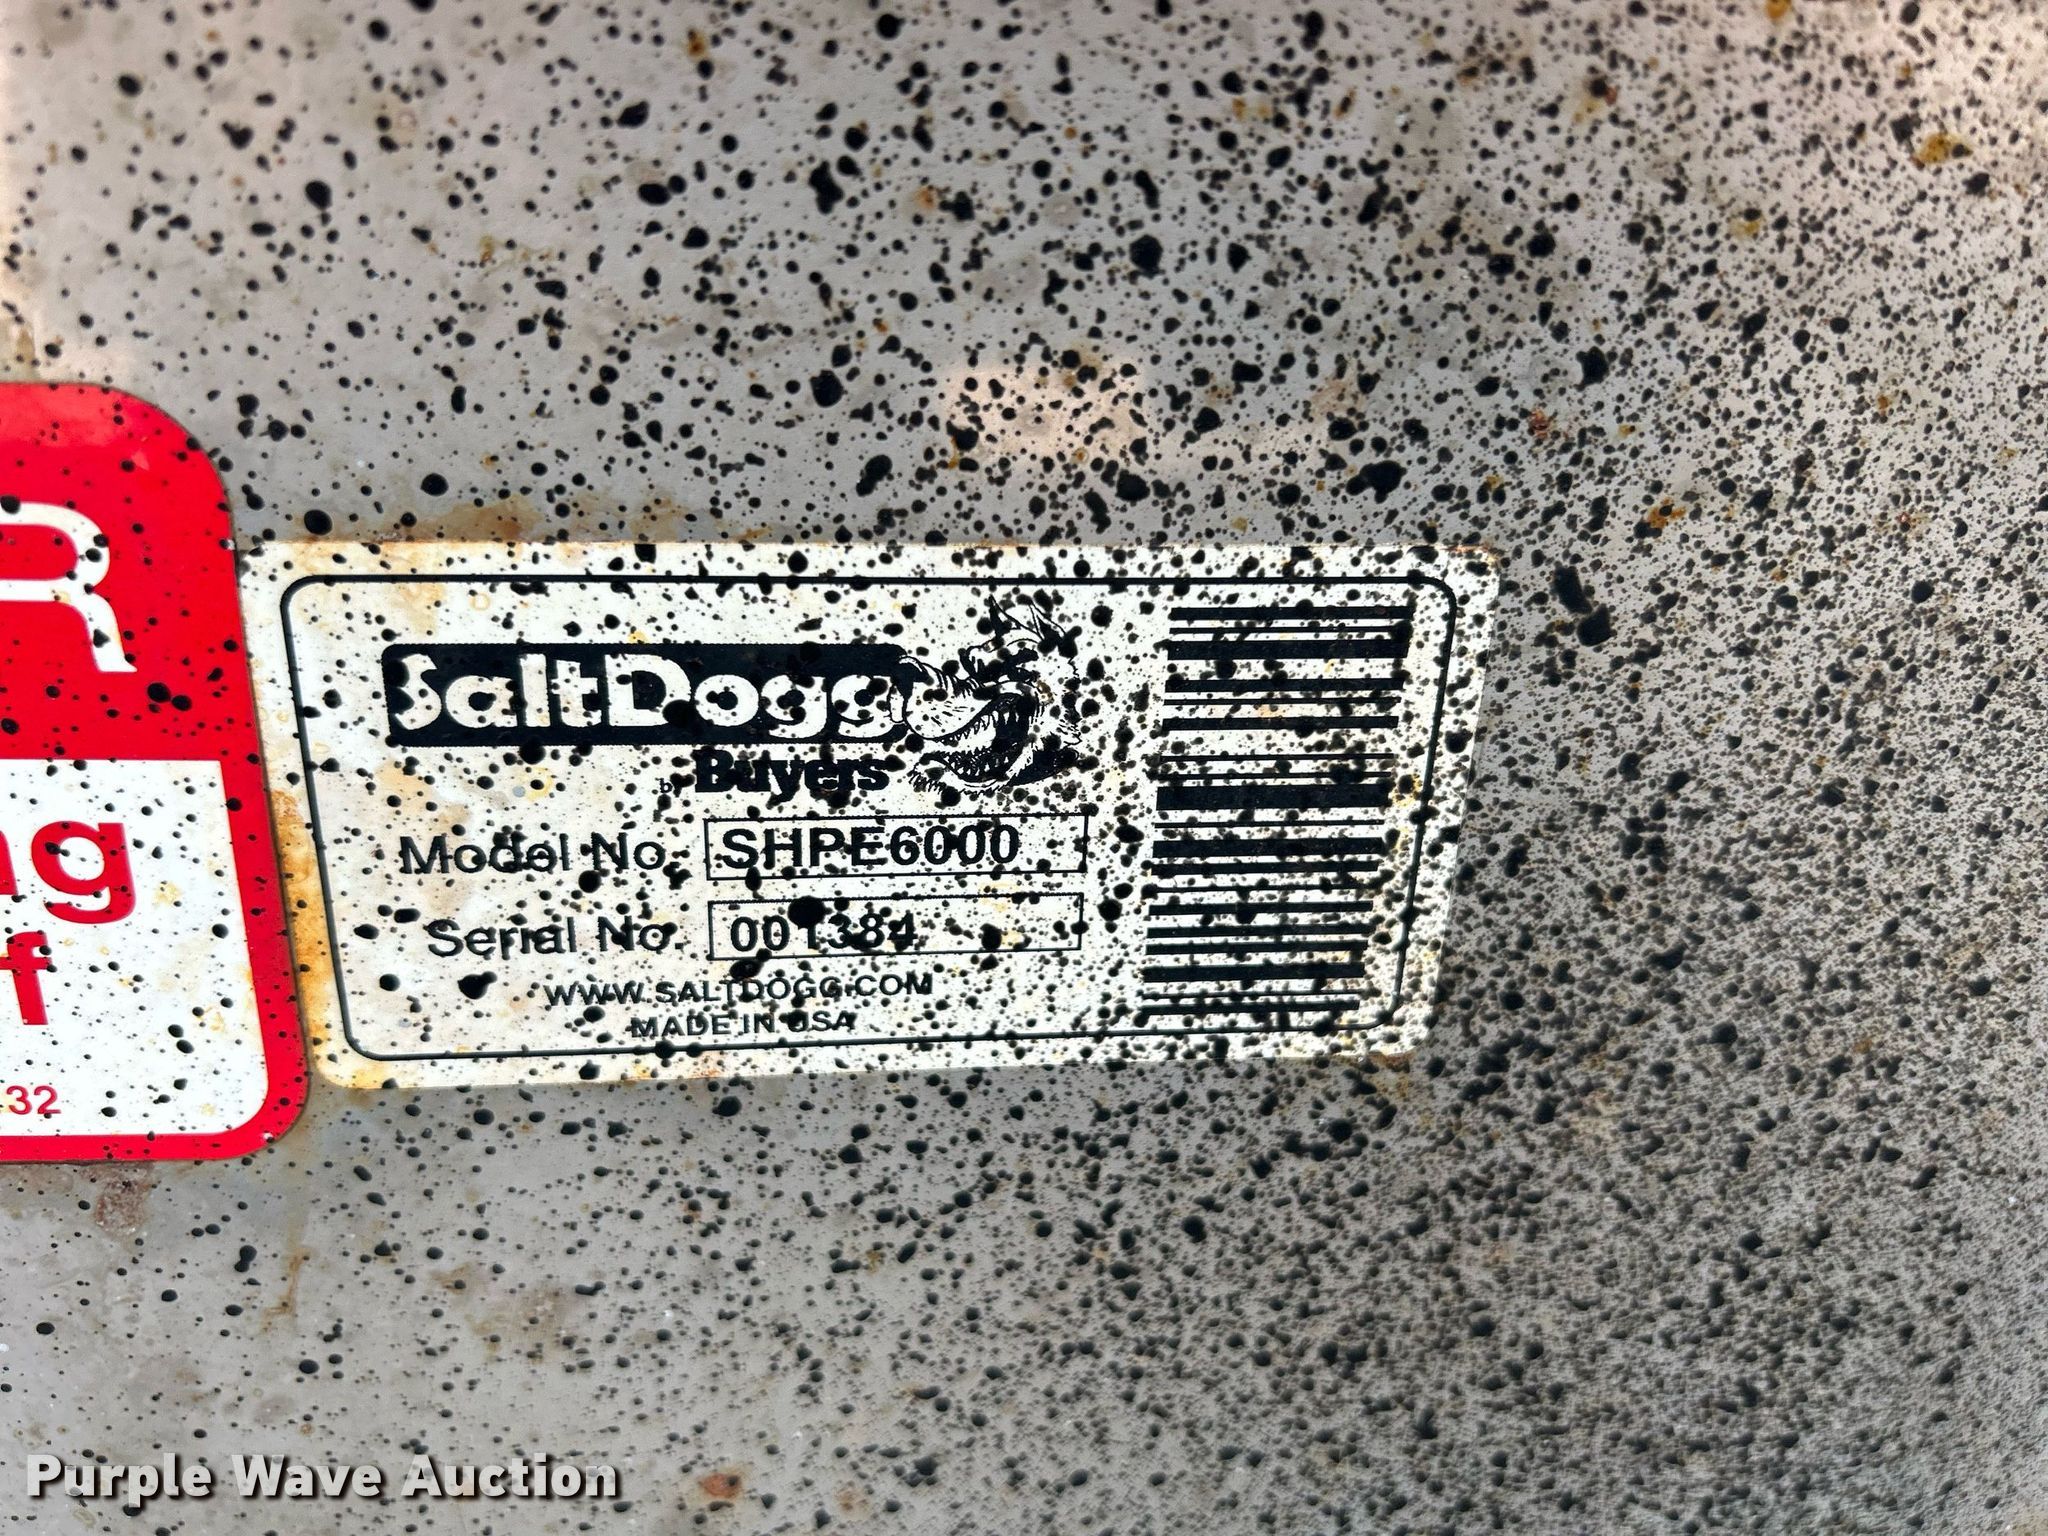 R
ng
f
32
SaltDogg
by Buyers
Model No. SHPE6000
Serial No. 001384
WWW.SALTDOGG.COM
MADE IN USA
Purple Wave Auction